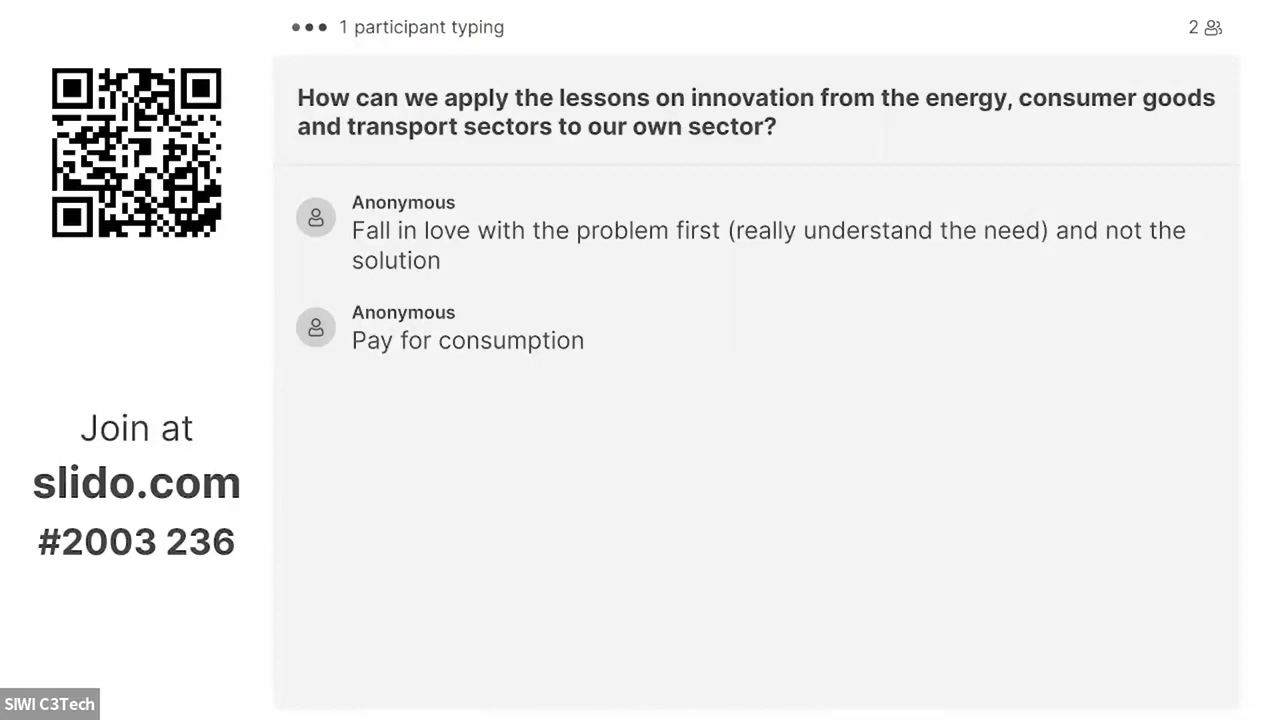 1 participant typing
2
How can we apply the lessons on innovation from the energy, consumer goods
and transport sectors to our own sector?
Anonymous
Fall in love with the problem first (really understand the need) and not the
solution
Anonymous
Pay for consumption
Join at
slido.com
#2003 236
SIWI C3Tech